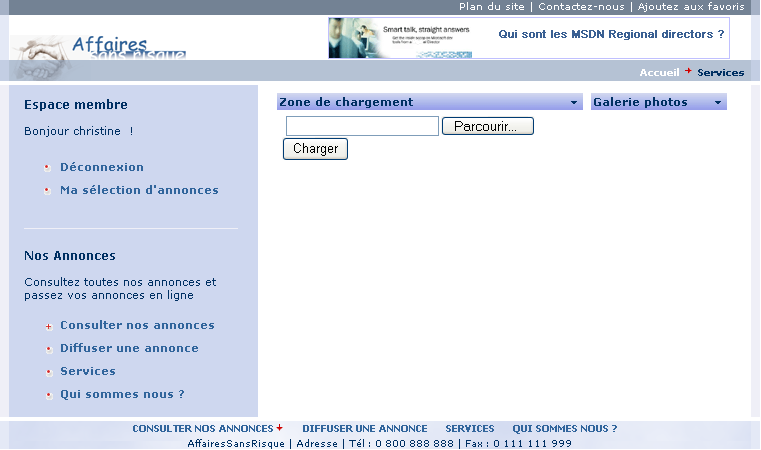 Plan du site | Contactez-nous | Ajoutez aux favoris
Affaires
sans risque
Smart talk, straight answers
Qui sont les MSDN Regional directors ?
Accueil Services
Espace membre
Bonjour christine !
Déconnexion
Ma sélection d'annonces
Nos Annonces
Consultez toutes nos annonces et
passez vos annonces en ligne
Consulter nos annonces
Diffuser une annonce
Services
Qui sommes nous ?
Zone de chargement
Parcourir...
Charger
Galerie photos
CONSULTER NOS ANNONCES DIFFUSER UNE ANNONCE SERVICES QUI SOMMES NOUS ?
AffairesSansRisque | Adresse | Tél : 0 800 888 888 | Fax : 0 111 111 999